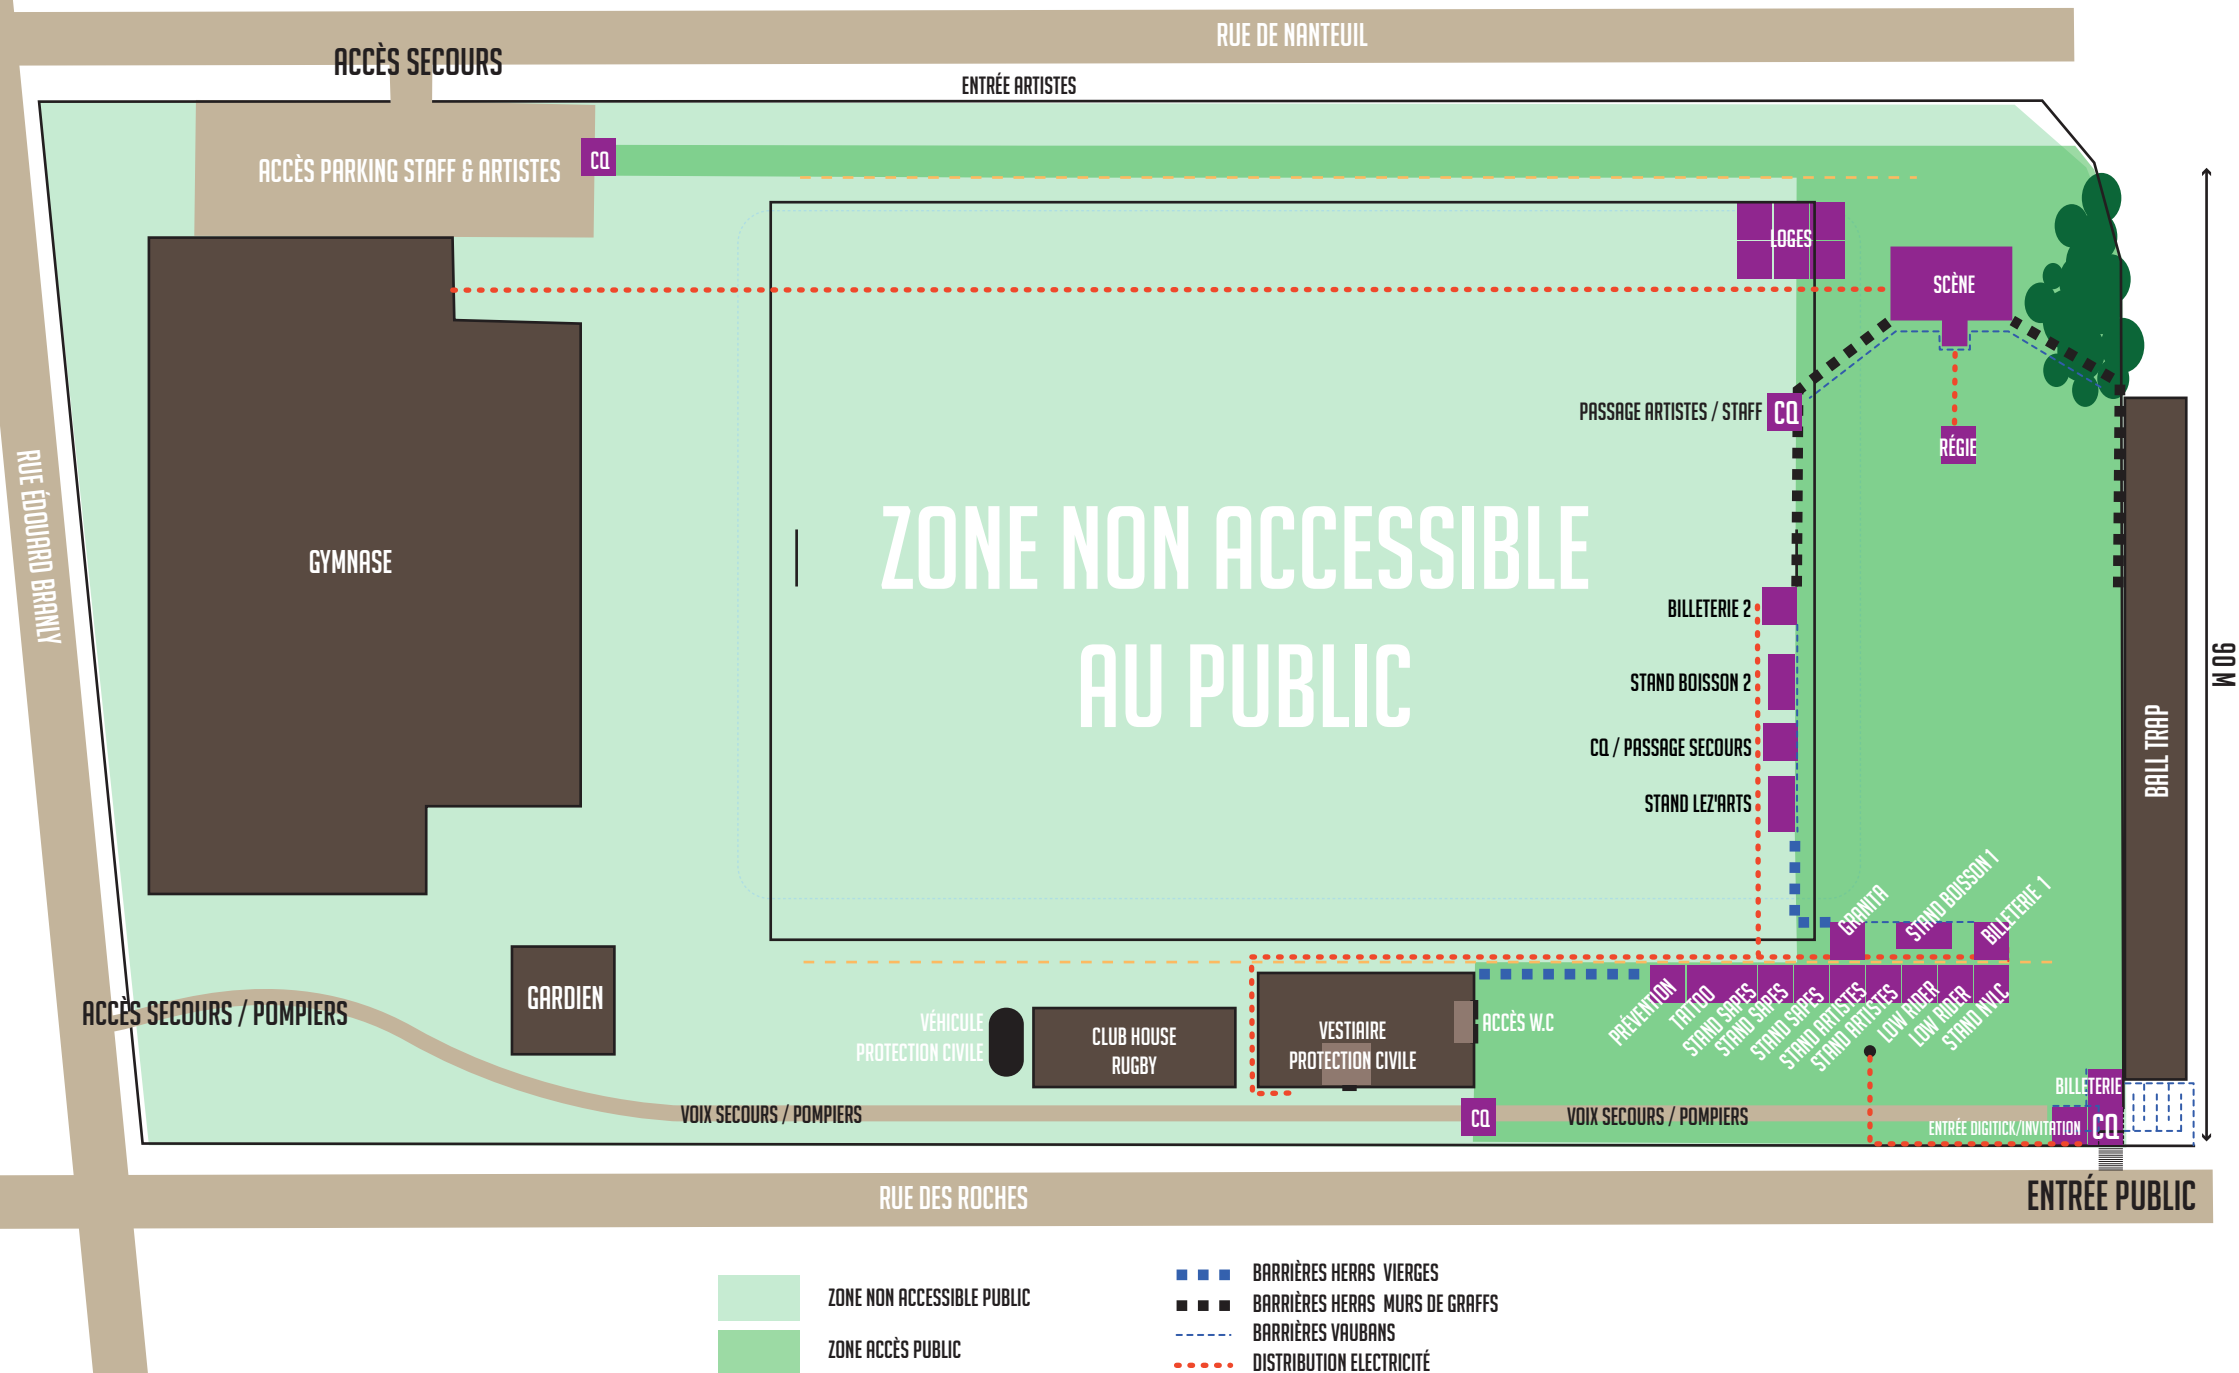 RUE DE NANTEUIL
ACCÈS SECOURS
ENTRÉE ARTISTES
ACCÈS PARKING STAFF & ARTISTES
CQ
LOGES
SCÈNE
PASSAGE ARTISTES / STAFF
CQ
RÉGIE
RUE ÉDOUARD BRANLY
GYMNASE
ZONE NON ACCESSIBLE
AU PUBLIC
BILLETERIE 2
STAND BOISSON 2
CQ / PASSAGE SECOURS
STAND LEZ'ARTS
90 M
BALL TRAP
GRANITA
STAND BOISSON 1
BILLETERIE 1
GARDIEN
ACCÈS SECOURS / POMPIERS
VÉHICULE
PROTECTION CIVILE
CLUB HOUSE
RUGBY
VESTIAIRE
PROTECTION CIVILE
ACCÈS W.C
PRÉVENTION
TATOO
STAND SAPES
STAND SAPES
STAND SAPES
STAND ARTISTES
STAND ARTISTES
LOW RIDER
LOW RIDER
STAND NVLC
VOIX SECOURS / POMPIERS
CQ
VOIX SECOURS / POMPIERS
BILLETERIE
ENTRÉE DIGITICK/INVITATION
CQ
RUE DES ROCHES
ENTRÉE PUBLIC
ZONE NON ACCESSIBLE PUBLIC
ZONE ACCÈS PUBLIC
BARRIÈRES HERAS VIERGES
BARRIÈRES HERAS MURS DE GRAFFS
BARRIÈRES VAUBANS
DISTRIBUTION ELECTRICITÉ